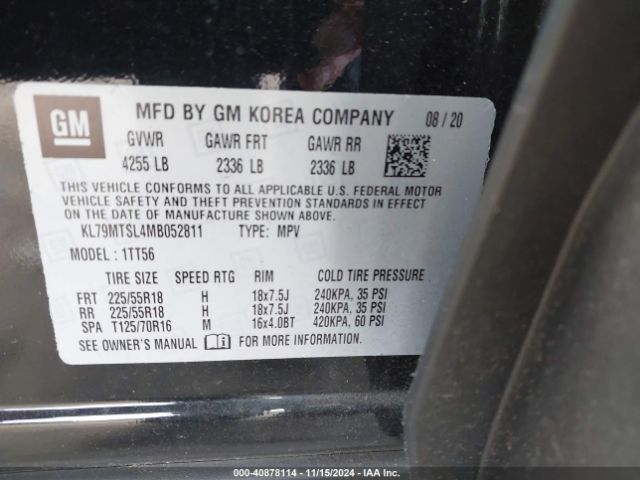 GM
MFD BY GM KOREA COMPANY 08 / 20
GVWR GAWR FRT GAWR RR
4255 LB 2336 LB 2336 LB
THIS VEHICLE CONFORMS TO ALL APPLICABLE U.S. FEDERAL MOTOR
VEHICLE SAFETY AND THEFT PREVENTION STANDARDS IN EFFECT ON
THE DATE OF MANUFACTURE SHOWN ABOVE.
KL79MTSL4MB052811 TYPE: MPV
MODEL : 1TT56
TIRE SIZE SPEED RTG RIM COLD TIRE PRESSURE
FRT 225/55R18 H 18x7.5J 240KPA, 35 PSI
RR 225/55R18 H 18x7.5J 240KPA, 35 PSI
SPA T125/70R16 M 16x4.0BT 420KPA, 60 PSI
SEE OWNER'S MANUAL FOR MORE INFORMATION.
000-40878114 - 11/15/2024 - IAA Inc.